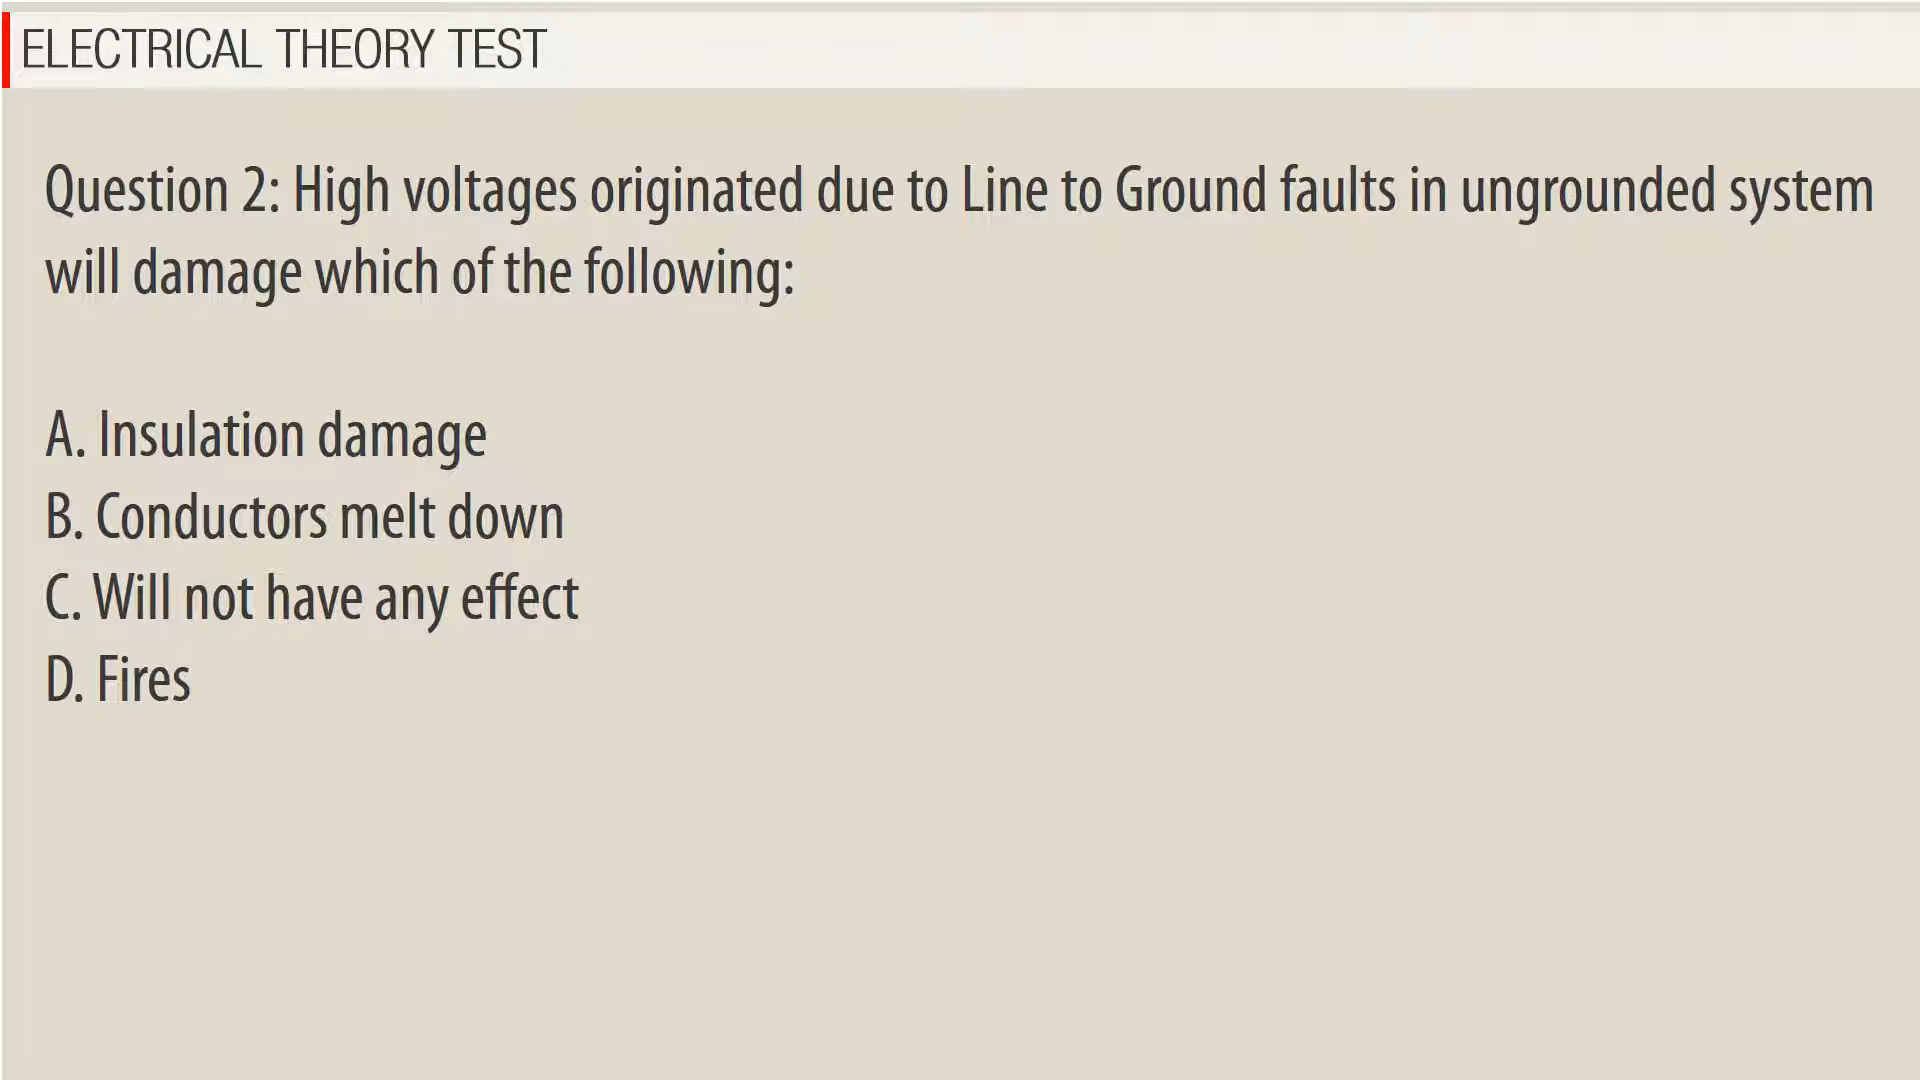 ELECTRICAL THEORY TEST
Question 2: High voltages originated due to Line to Ground faults in ungrounded system
will damage which of the following:
A. Insulation damage
B. Conductors melt down
C. Will not have any effect
D. Fires